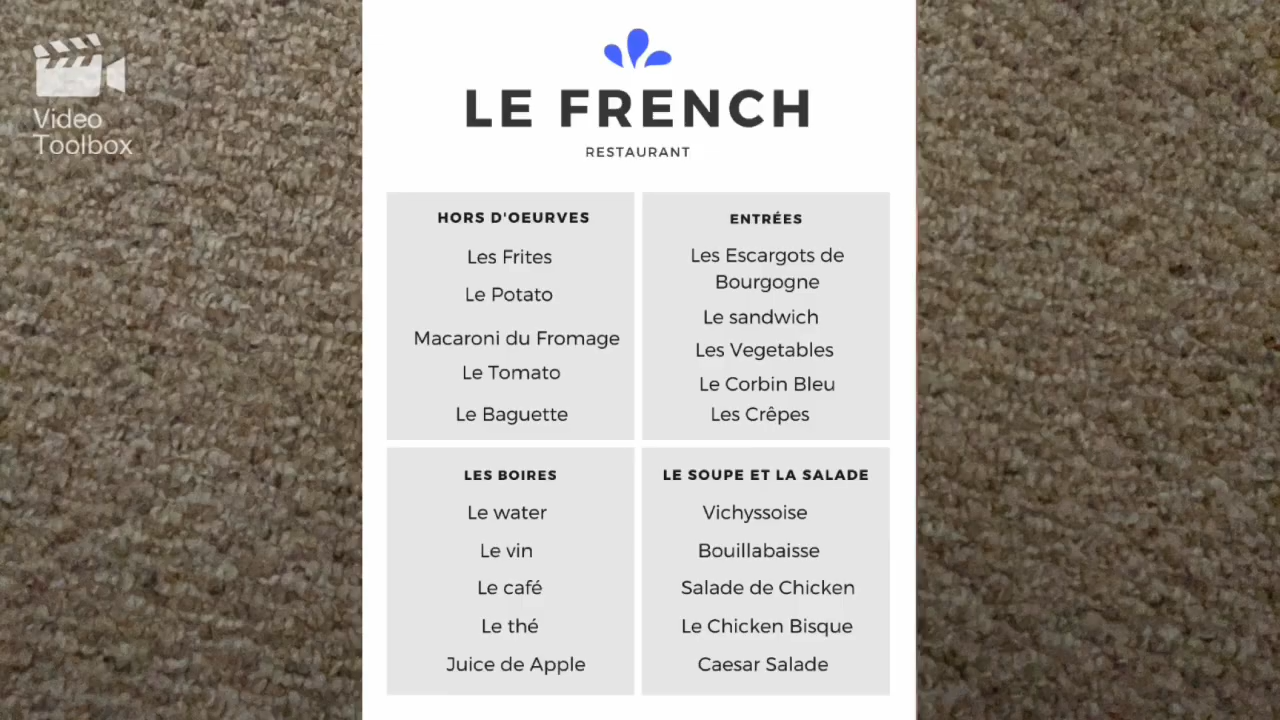 Video
Toolbox
LE FRENCH
RESTAURANT
HORS D'OEURVES
Les Frites
Le Potato
Macaroni du Fromage
Le Tomato
Le Baguette
ENTRÉES
Les Escargots de
Bourgogne
Le sandwich
Les Vegetables
Le Corbin Bleu
Les Crêpes
LES BOIRES
Le water
Le vin
Le café
Le thé
Juice de Apple
LE SOUPE ET LA SALADE
Vichyssoise
Bouillabaisse
Salade de Chicken
Le Chicken Bisque
Caesar Salade